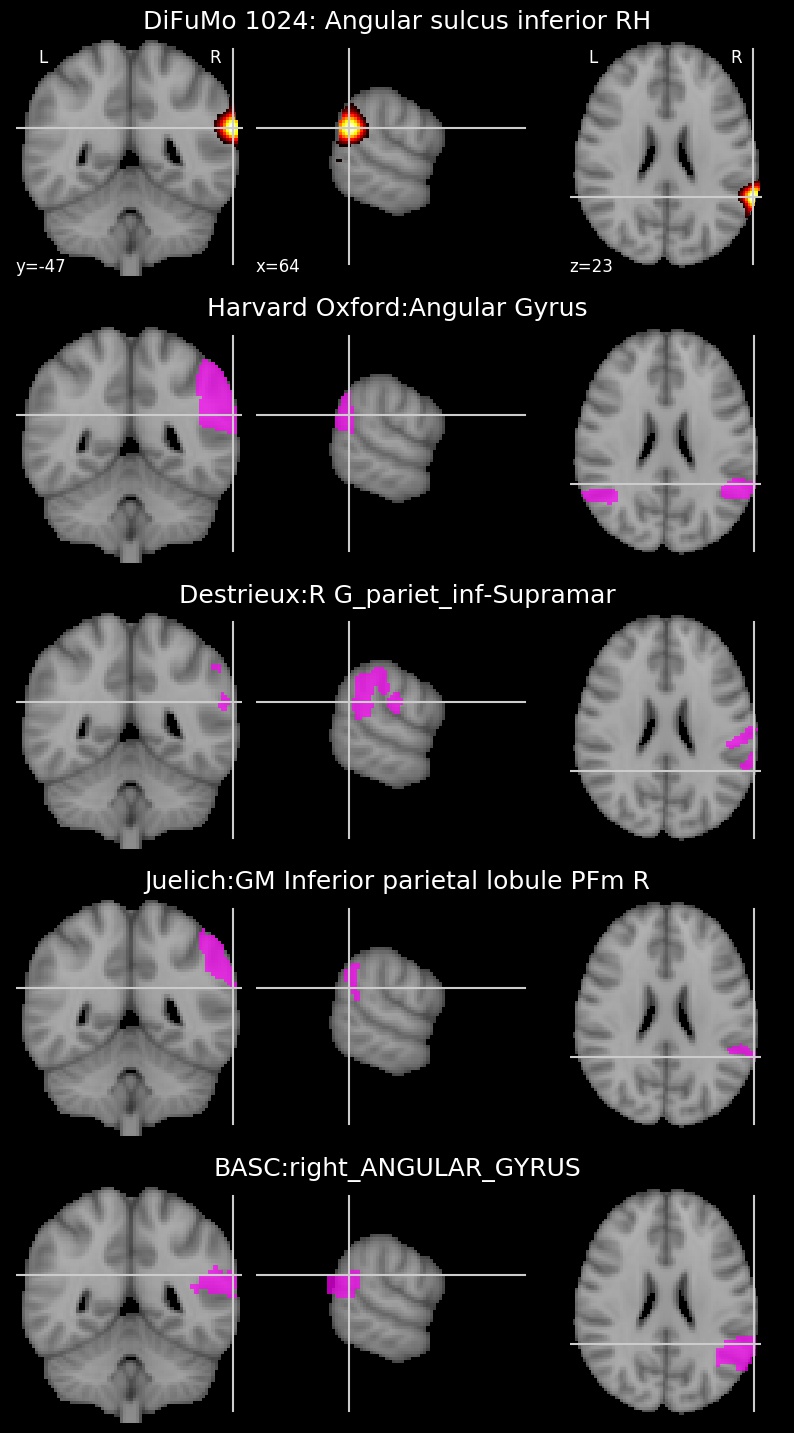 DiFuMo 1024: Angular sulcus inferior RH
L R L R
y=-47 x=64 z=23
Harvard Oxford:Angular Gyrus
Destrieux:R G_pariet_inf-Supramar
Juelich:GM Inferior parietal lobule PFm R
BASC:right_ANGULAR_GYRUS